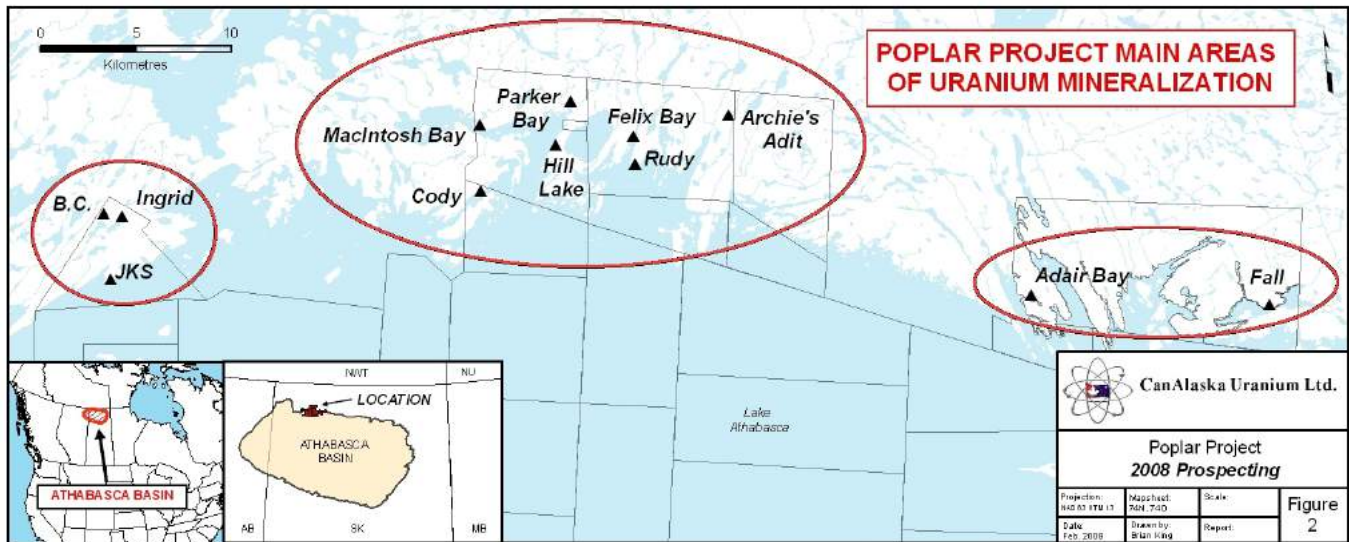 0 5 10
Kilometres
POPLAR PROJECT MAIN AREAS
OF URANIUM MINERALIZATION
Parker
Bay
MacIntosh Bay
Felix Bay
Archie's
Adit
Hill
Lake
Rudy
Cody
B.C.
Ingrid
JKS
Adair Bay
Fall
Lake
Athabasca
ATHABASCA BASIN
NWT
NU
LOCATION
ATHABASCA
BASIN
AB
SK
MB
CanAlaska Uranium Ltd.
Poplar Project
2008 Prospecting
Projection:
Mapsheet:
74N, 74O
Scale:
Date:
Feb. 2009
Drawn by:
Brian King
Report:
Figure
2